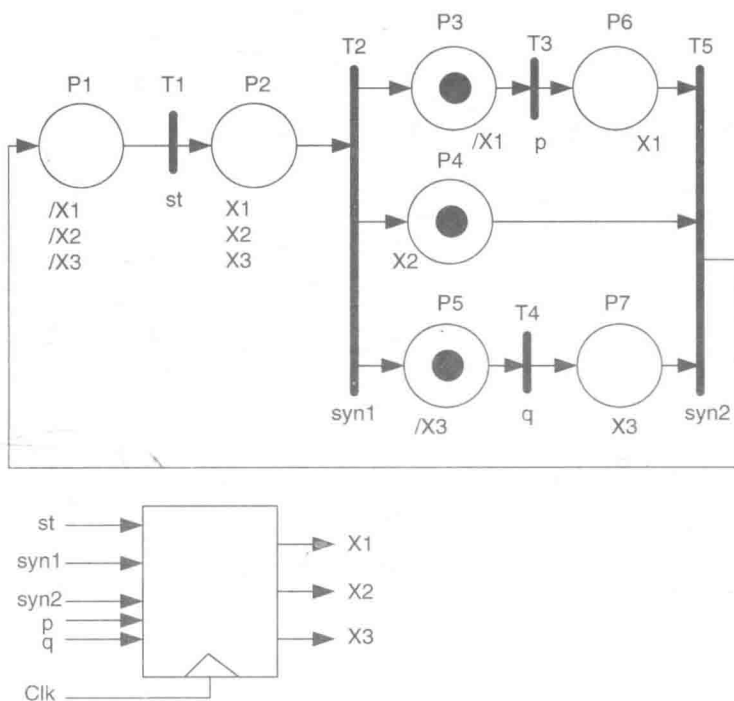 P3
P6
T2
T3
T5
P1
T1
P2
/X1
p
X1
P4
st
/X1
/X2
/X3
X1
X2
X3
X2
P5
T4
P7
syn1
/X3
q
X3
syn2
st
syn1
syn2
p
q
Clk
X1
X2
X3